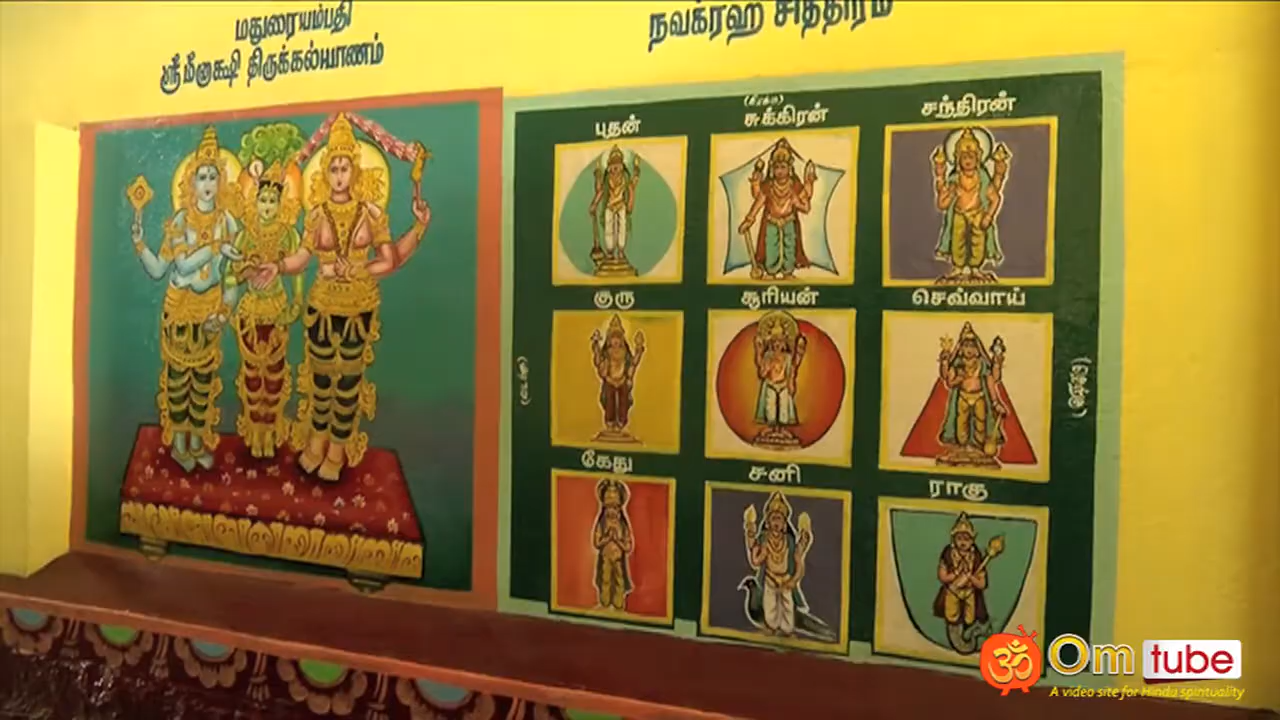 மதுரையம்பதி
ஸ்ரீ மீனாக்ஷி திருக்கல்யாணம்
நவக்ரஹ சித்திரம்
புதன்
சுக்கிரன்
சந்திரன்
குரு
சூரியன்
செவ்வாய்
கேது
சனி
ராகு
Om tube
A video site for Hindu spirituality